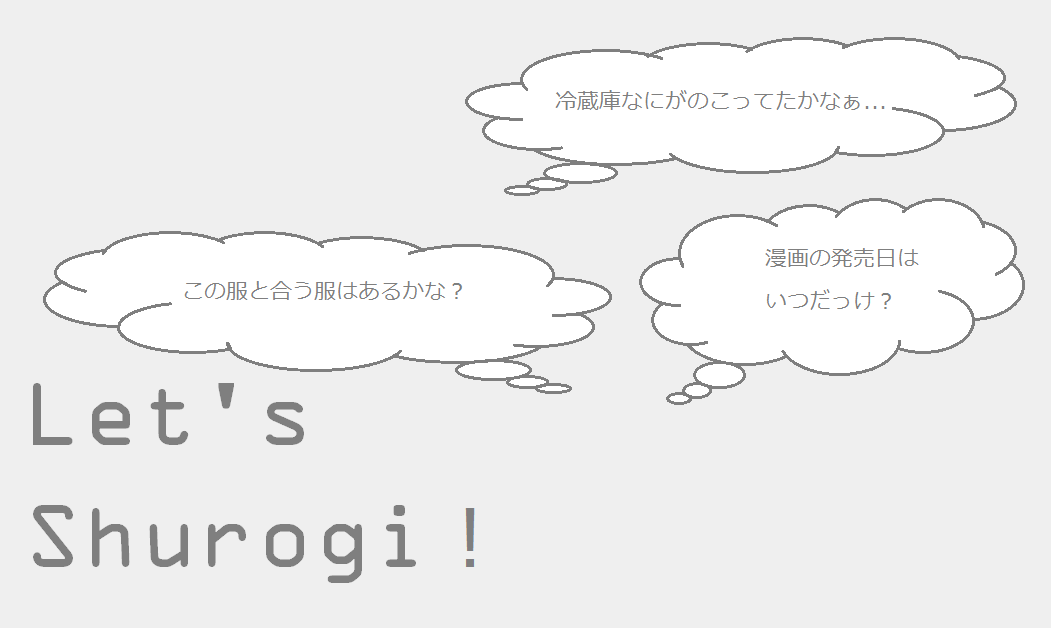 冷蔵庫なにがのこってたかなぁ…
この服と合う服はあるかな？
漫画の発売日は
いつだっけ？
Let's
Shurogi！